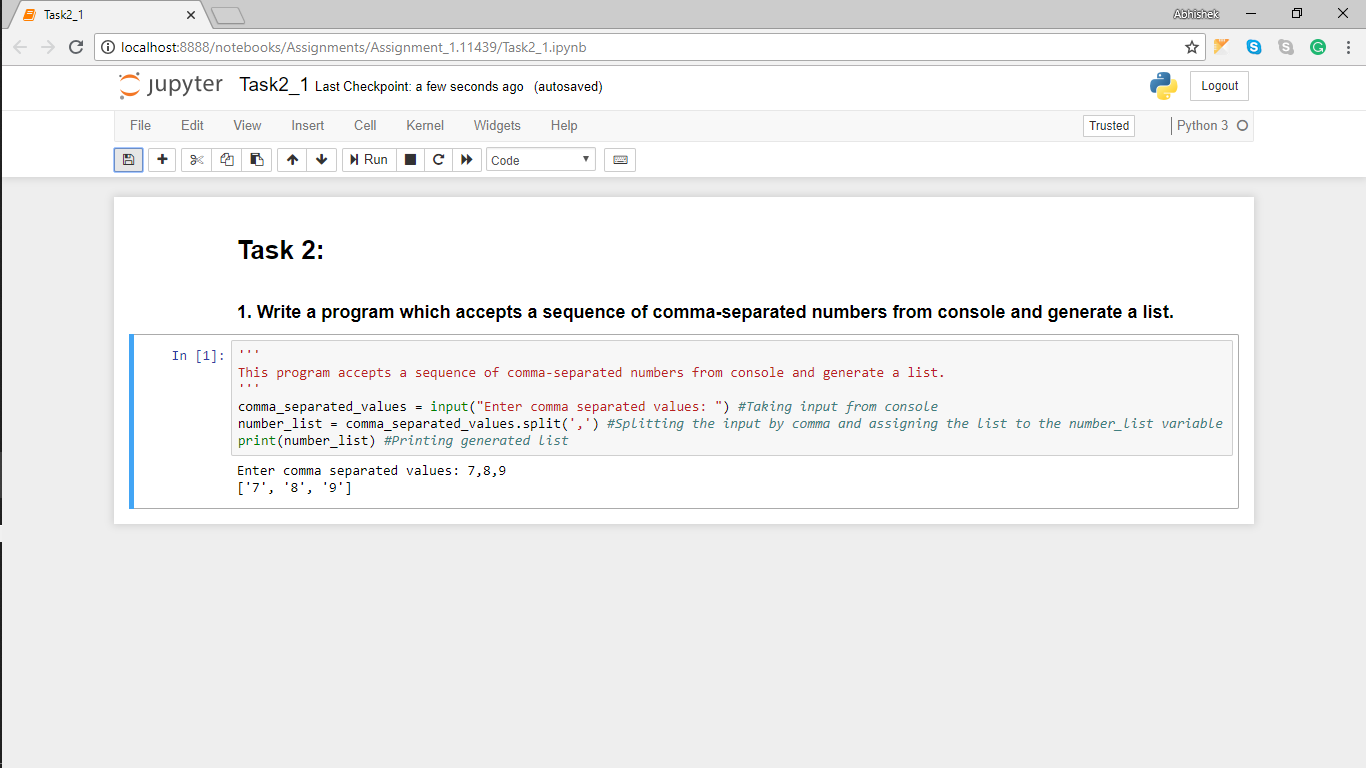 Task2_1
Abhishek
localhost:8888/notebooks/Assignments/Assignment_1.11439/Task2_1.ipynb
jupyter Task2_1 Last Checkpoint: a few seconds ago (autosaved)
Logout
File Edit View Insert Cell Kernel Widgets Help
Trusted
Python 3
Run
Code
Task 2:
1. Write a program which accepts a sequence of comma-separated numbers from console and generate a list.
In [1]: '''
This program accepts a sequence of comma-separated numbers from console and generate a list.
'''
comma_separated_values = input("Enter comma separated values: ") #Taking input from console
number_list = comma_separated_values.split(',') #Splitting the input by comma and assigning the list to the number_list variable
print(number_list) #Printing generated list
Enter comma separated values: 7,8,9
['7', '8', '9']